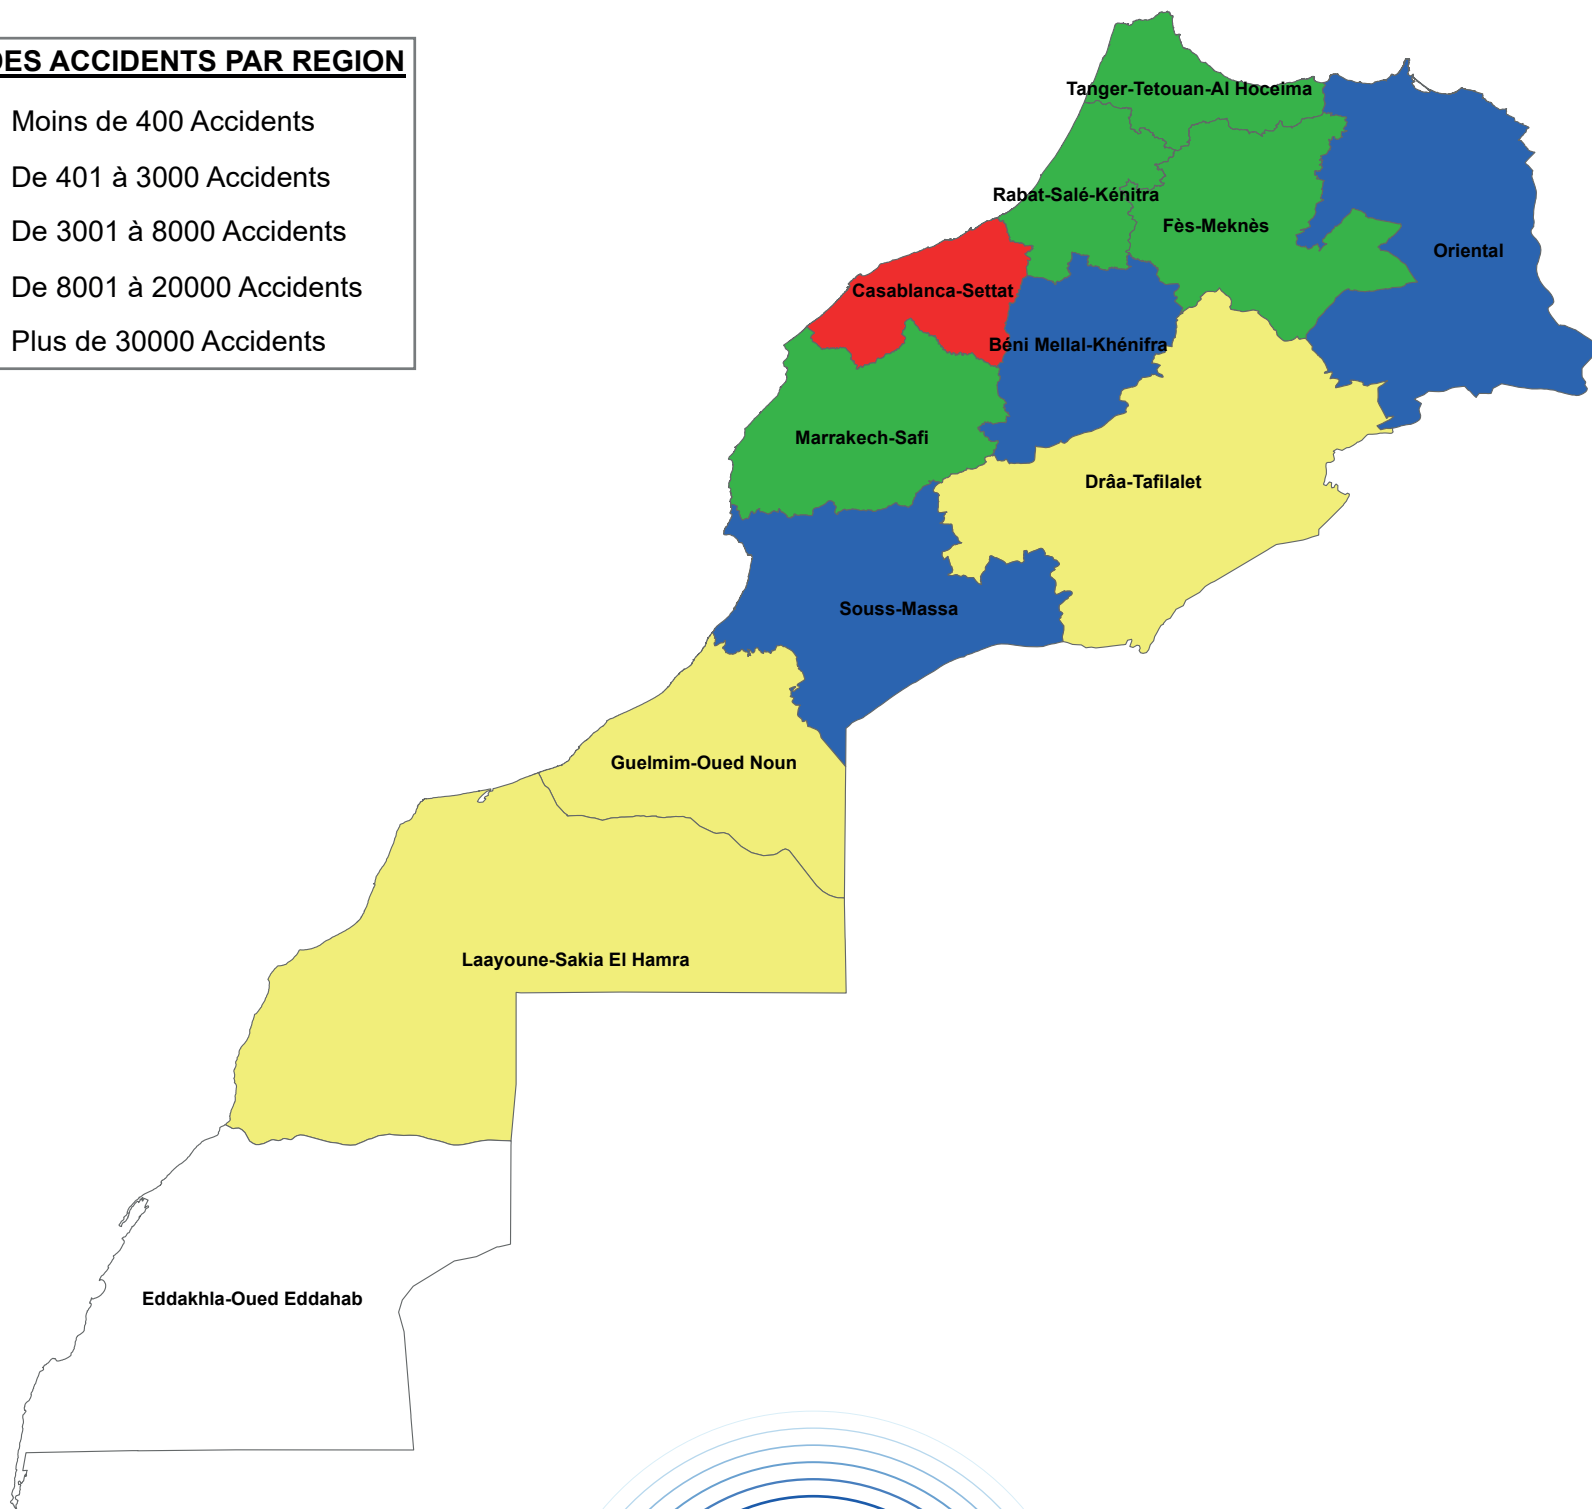 DES ACCIDENTS PAR REGION
Moins de 400 Accidents
De 401 à 3000 Accidents
De 3001 à 8000 Accidents
De 8001 à 20000 Accidents
Plus de 30000 Accidents
Tanger-Tetouan-Al Hoceima
Rabat-Salé-Kénitra
Fès-Meknès
Oriental
Casablanca-Settat
Béni Mellal-Khénifra
Marrakech-Safi
Drâa-Tafilalet
Souss-Massa
Guelmim-Oued Noun
Laayoune-Sakia El Hamra
Eddakhla-Oued Eddahab